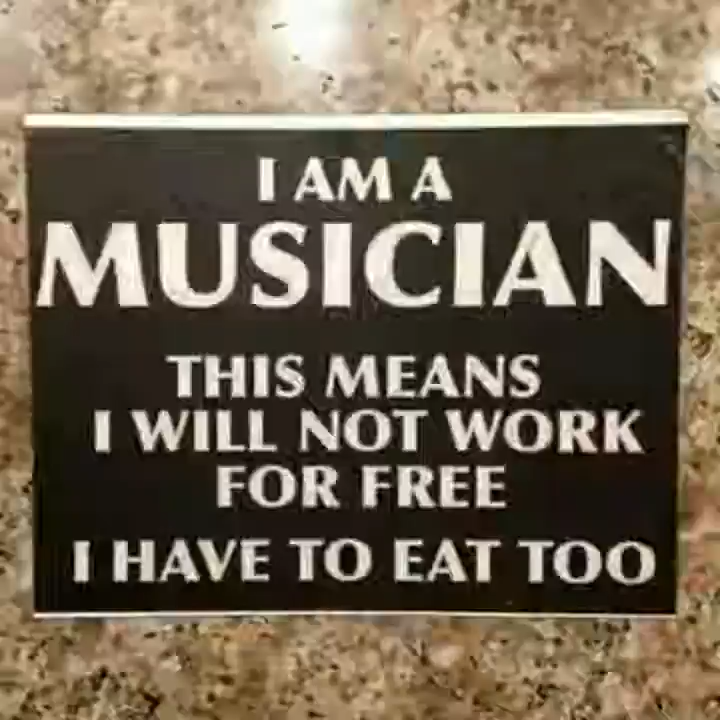 I AM A
MUSICIAN
THIS MEANS
I WILL NOT WORK
FOR FREE
I HAVE TO EAT TOO